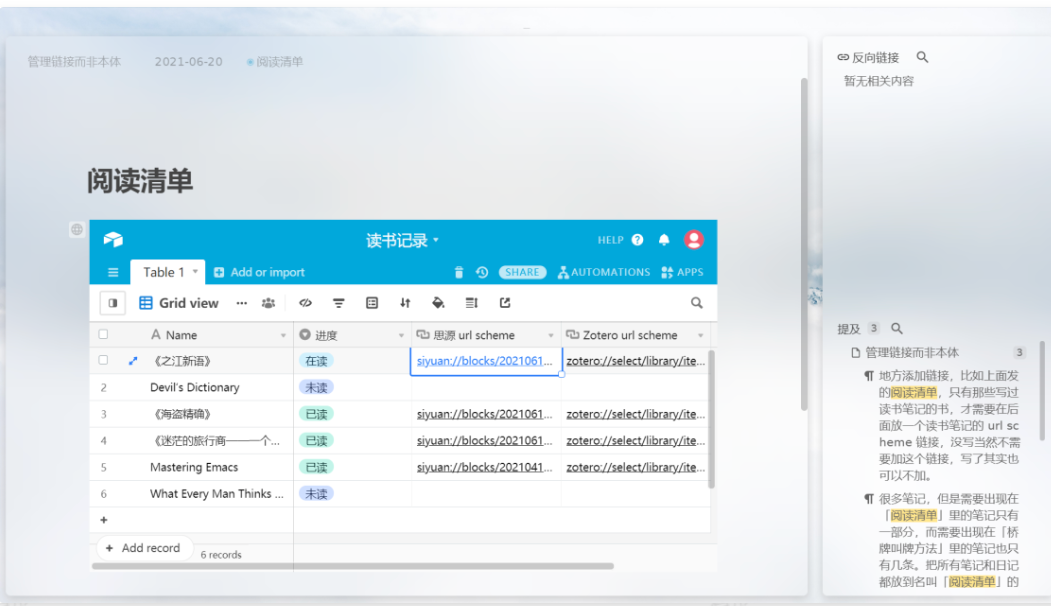 管理链接而非本体 2021-06-20 阅读清单
阅读清单
读书记录
HELP
Table 1 Add or import SHARE AUTOMATIONS APPS
Grid view ...
A Name 进度 思源 url scheme Zotero url scheme
《之江新语》 在读 siyuan://blocks/2021061... zotero://select/library/ite...
2 Devil's Dictionary 未读
3 《海盗精确》 已读 siyuan://blocks/2021061... zotero://select/library/ite...
4 《迷茫的旅行商——一个... 已读 siyuan://blocks/2021061... zotero://select/library/ite...
5 Mastering Emacs 已读 siyuan://blocks/2021041... zotero://select/library/ite...
6 What Every Man Thinks ... 未读
+
+ Add record 6 records
反向链接
暂无相关内容
提及 3
管理链接而非本体 3
地方添加链接，比如上面发
的阅读清单，只有那些写过
读书笔记的书，才需要在后
面放一个读书笔记的 url sc
heme 链接，没写当然不需
要加这个链接，写了其实也
可以不加。
很多笔记，但是需要出现在
「阅读清单」里的笔记只有
一部分，而需要出现在「桥
牌叫牌方法」里的笔记也只
有几条。把所有笔记和日记
都放到名叫「阅读清单」的